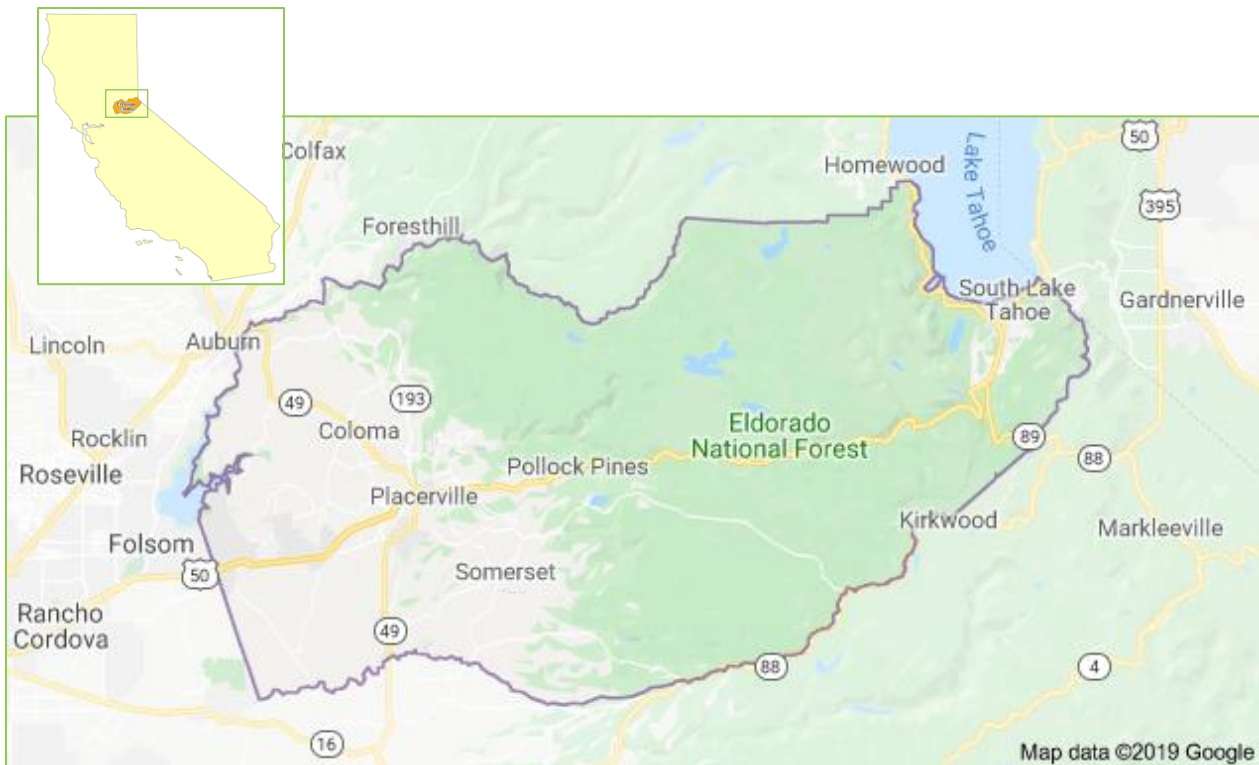 Colfax
Homewood
Lake Tahoe
50
395
Foresthill
South Lake
Tahoe
Gardnerville
Lincoln
Auburn
49
193
Coloma
Rocklin
Roseville
Eldorado
National Forest
89
88
Pollock Pines
Placerville
Kirkwood
Markleeville
Folsom
50
Somerset
Rancho
Cordova
49
88
4
16
Map data ©2019 Google